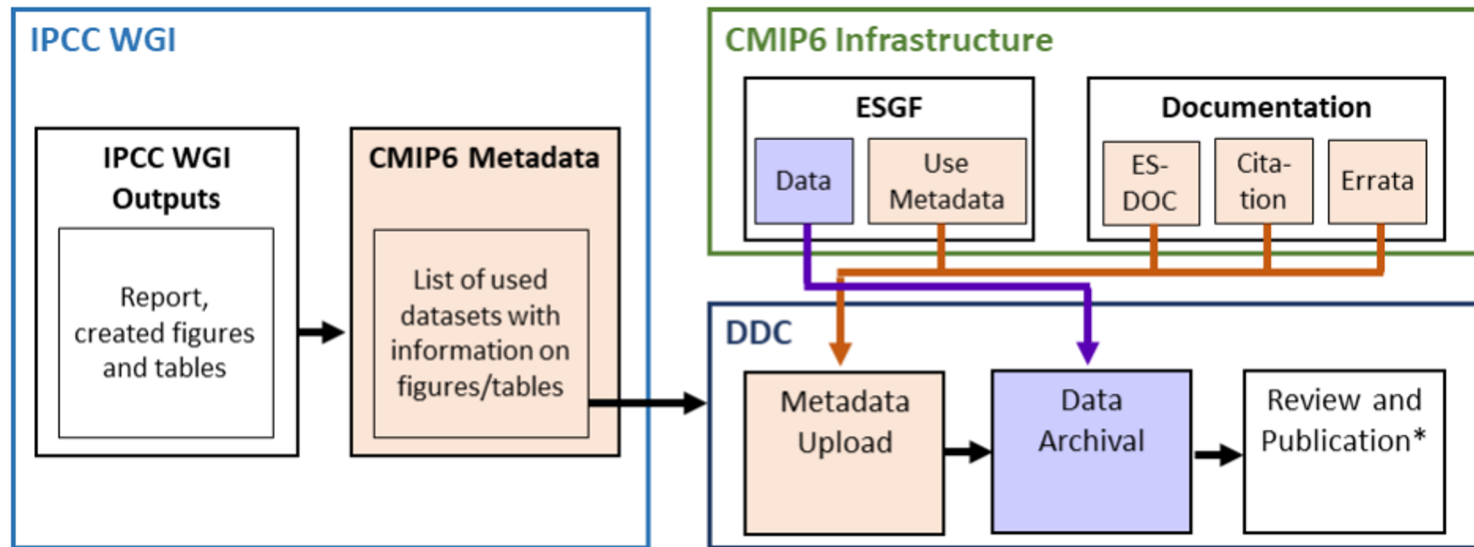 IPCC WGI
IPCC WGI
Outputs
Report,
created figures
and tables
CMIP6 Metadata
List of used
datasets with
information on
figures/tables
CMIP6 Infrastructure
ESGF
Data
Use
Metadata
Documentation
ES-
DOC
Cita-
tion
Errata
DDC
Metadata
Upload
Data
Archival
Review and
Publication*